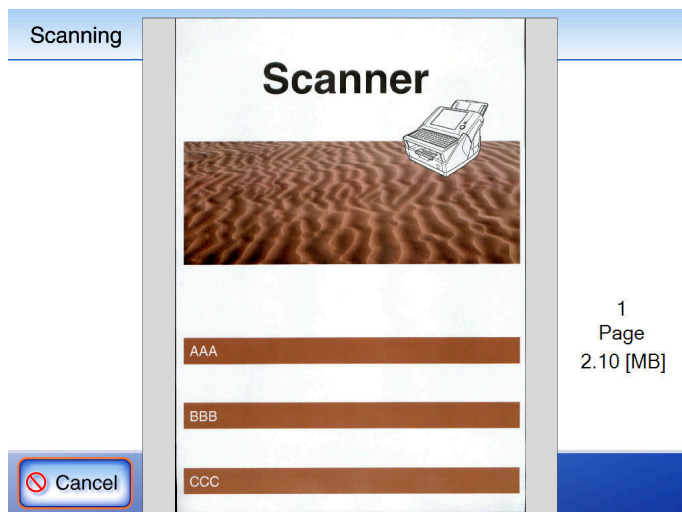 Scanning
Scanner
AAA
BBB
CCC
1
Page
2.10 [MB]
Cancel